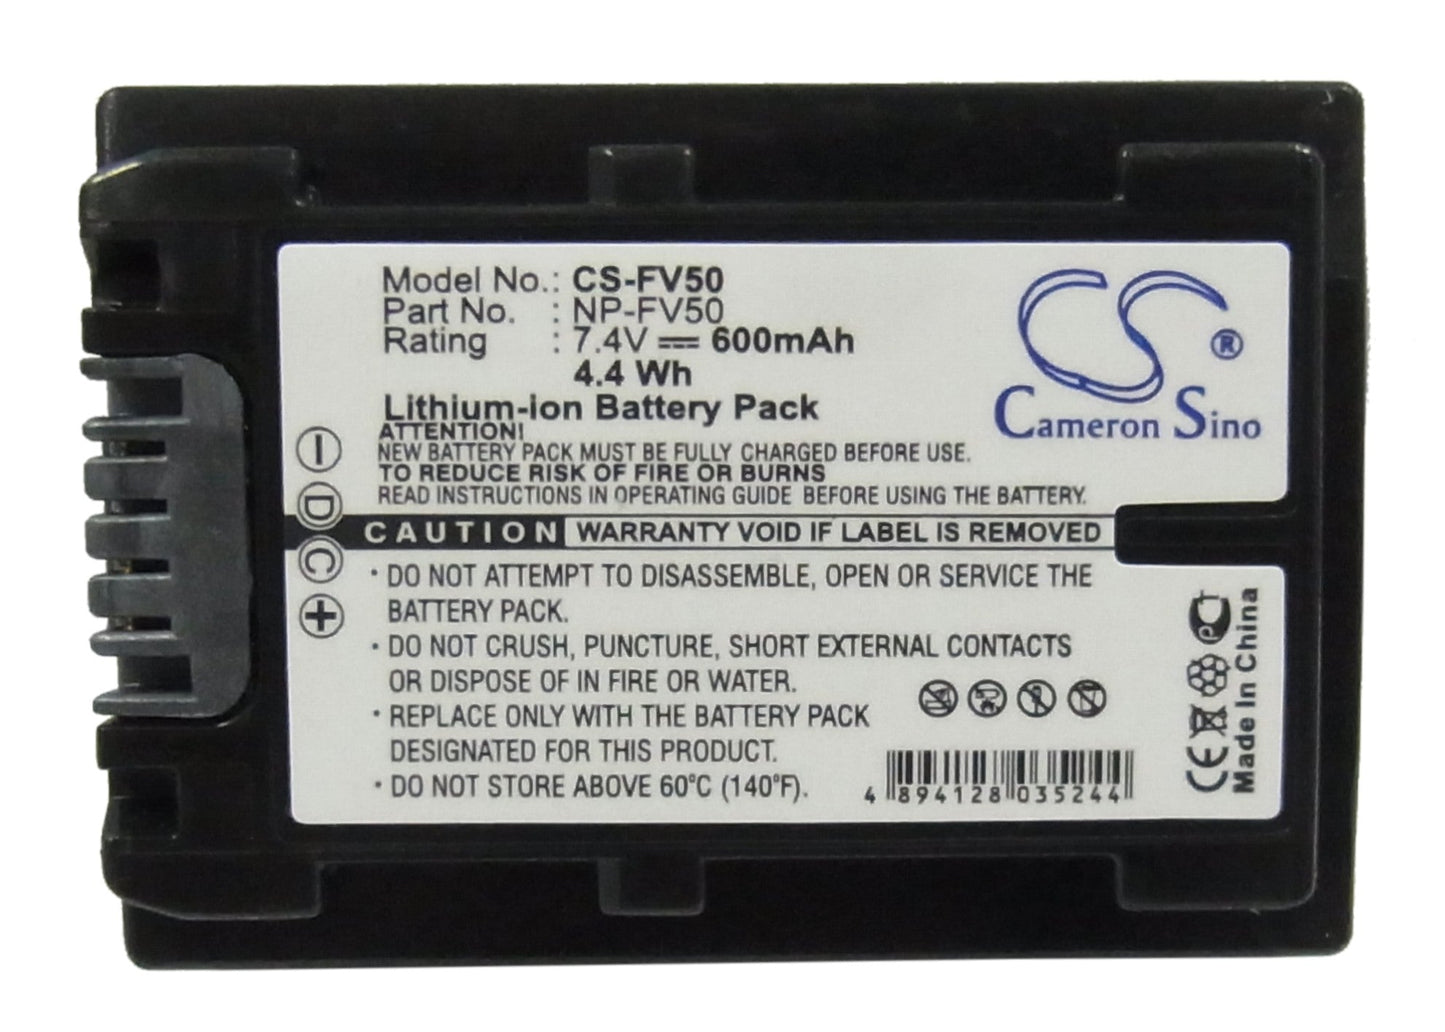 Model No.: CS-FV50
Part No. : NP-FV50
Rating : 7.4V 600mAh
4.4 Wh
Lithium-ion Battery Pack
ATTENTION!
NEW BATTERY PACK MUST BE FULLY CHARGED BEFORE USE.
TO REDUCE RISK OF FIRE OR BURNS
READ INSTRUCTIONS IN OPERATING GUIDE BEFORE USING THE BATTERY.
CS
®
Cameron Sino
− D C +
CAUTION WARRANTY VOID IF LABEL IS REMOVED
· DO NOT ATTEMPT TO DISASSEMBLE, OPEN OR SERVICE THE
BATTERY PACK.
· DO NOT CRUSH, PUNCTURE, SHORT EXTERNAL CONTACTS
OR DISPOSE OF IN FIRE OR WATER.
· REPLACE ONLY WITH THE BATTERY PACK
DESIGNATED FOR THIS PRODUCT.
· DO NOT STORE ABOVE 60°C (140°F).
4 894128 035244
CE
PCT
Made In China